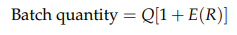 Batch quantity = Q[1 + E(R)]